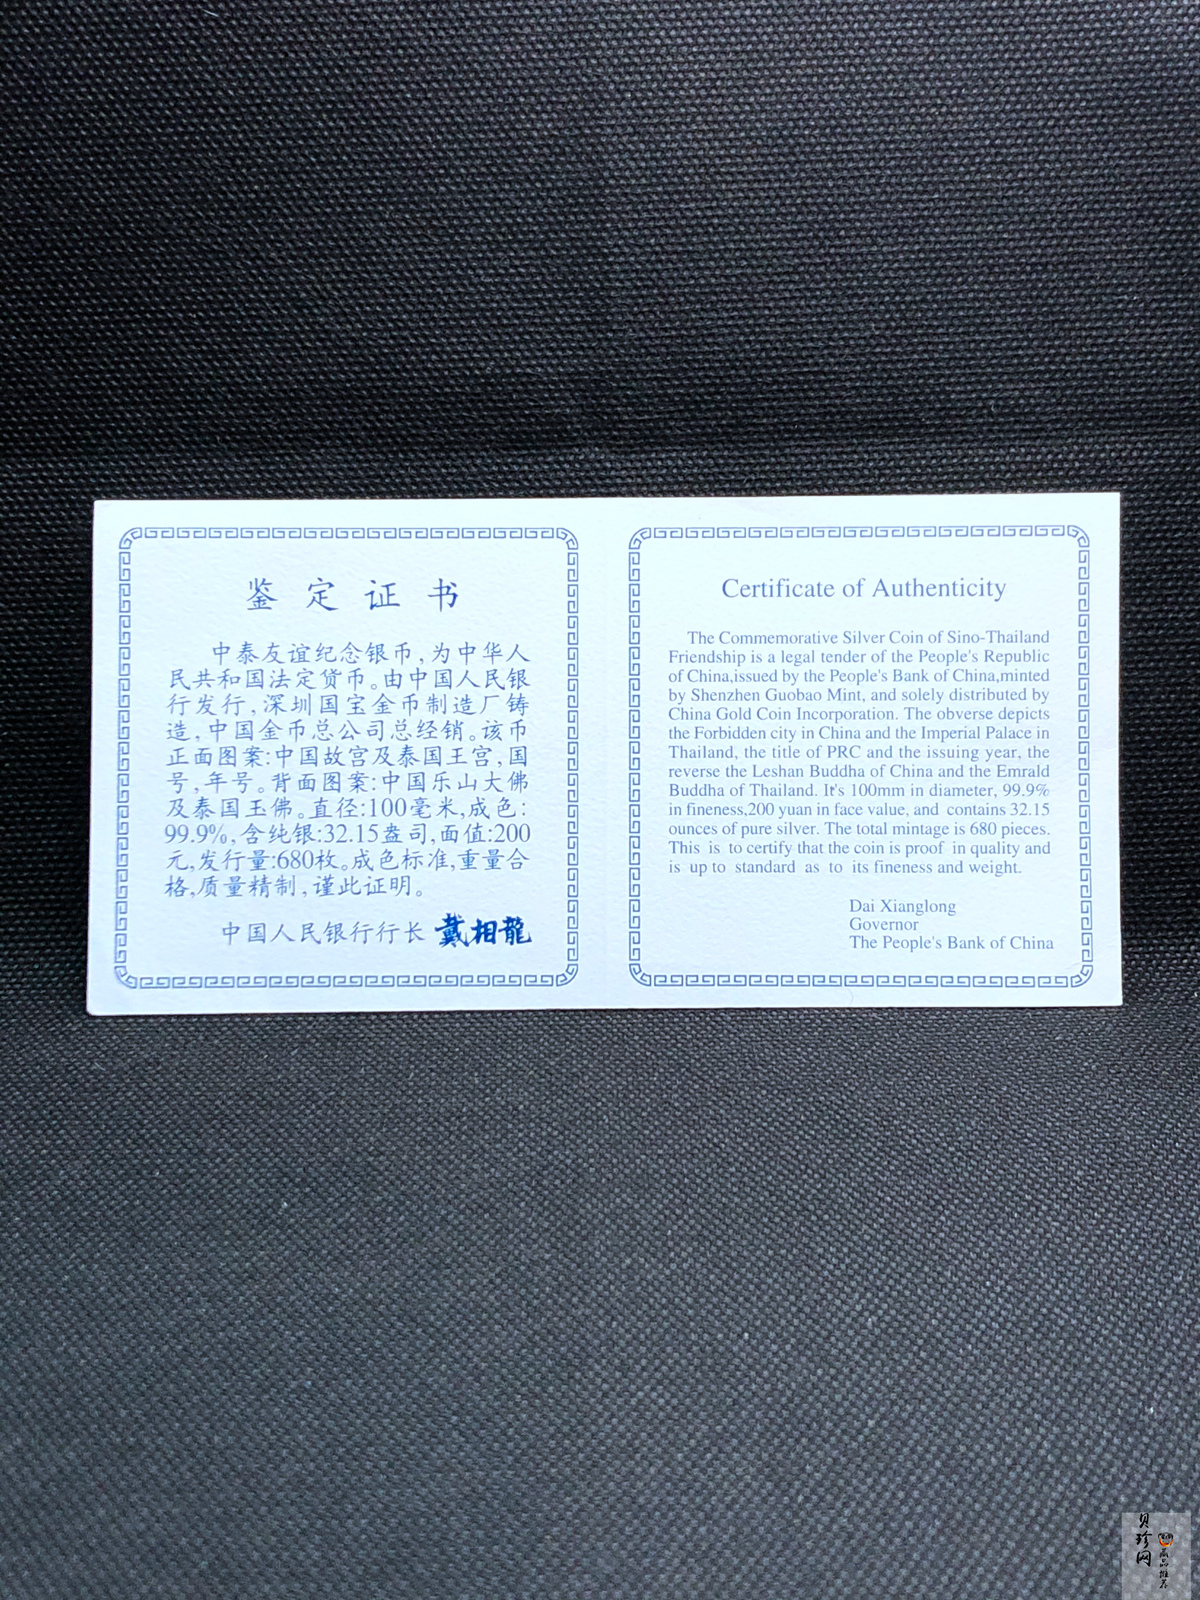 鉴定证书
中泰友谊纪念银币,为中华人
民共和国法定货币。由中国人民银
行发行,深圳国宝金币制造厂铸
造,中国金币总公司总经销。该币
正面图案:中国故宫及泰国王宫,国
号,年号。背面图案:中国乐山大佛
及泰国玉佛。直径:100毫米,成色:
99.9%,含纯银:32.15盎司,面值:200
元,发行量:680枚。成色标准,重量合
格,质量精制,谨此证明。
中国人民银行行长 戴相龍
Certificate of Authenticity
The Commemorative Silver Coin of Sino-Thailand
Friendship is a legal tender of the People's Republic
of China,issued by the People's Bank of China,minted
by Shenzhen Guobao Mint, and solely distributed by
China Gold Coin Incorporation. The obverse depicts
the Forbidden city in China and the Imperial Palace in
Thailand, the title of PRC and the issuing year, the
reverse the Leshan Buddha of China and the Emrald
Buddha of Thailand. It's 100mm in diameter, 99.9%
in fineness,200 yuan in face value, and contains 32.15
ounces of pure silver. The total mintage is 680 pieces.
This is to certify that the coin is proof in quality and
is up to standard as to its fineness and weight.
Dai Xianglong
Governor
The People's Bank of China
贝珍网
藏品推荐